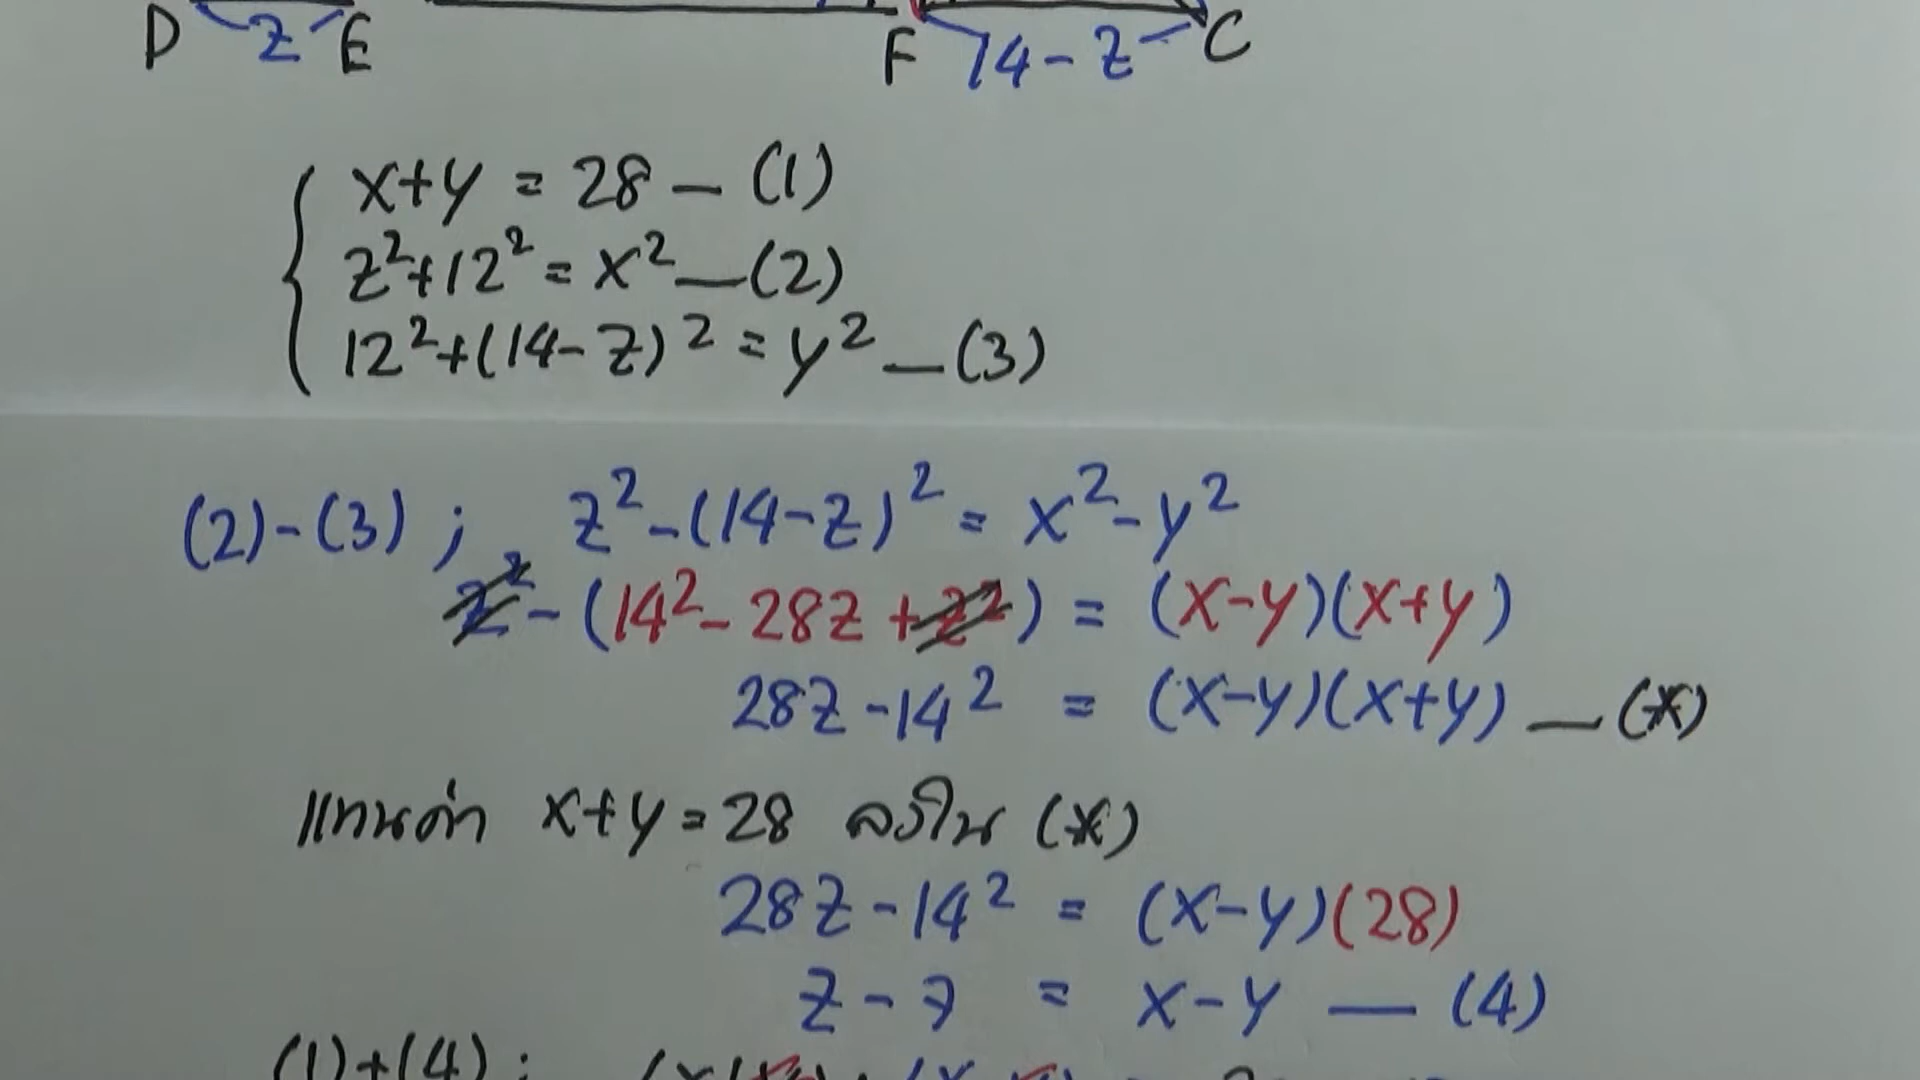 D z E F 14-z C
x+y = 28 — (1)
z²+12² = x² — (2)
12²+(14-z)² = y² — (3)
(2)-(3) ; z²-(14-z)² = x²-y²
z² - (14² - 28z + z²) = (x-y)(x+y)
28z - 14² = (x-y)(x+y) — (*)
แทนค่า x+y = 28 ลงใน (*)
28z - 14² = (x-y)(28)
z - 7 = x-y — (4)
(1)+(4) ;